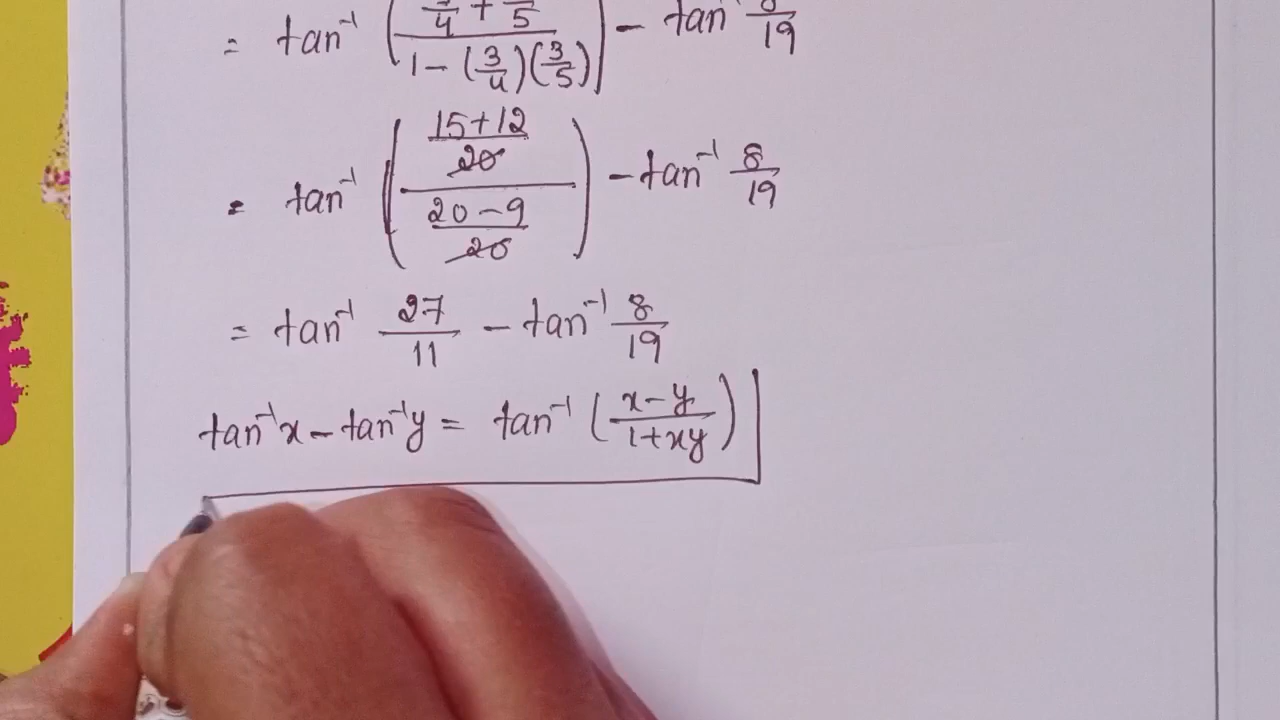 = tan⁻¹ ( (3/4 + 3/5) / (1 - (3/4)(3/5)) ) - tan⁻¹ 8/19
= tan⁻¹ ( ((15+12)/20) / ((20-9)/20) ) - tan⁻¹ 8/19
= tan⁻¹ 27/11 - tan⁻¹ 8/19
tan⁻¹x - tan⁻¹y = tan⁻¹ ( (x-y) / (1+xy) )